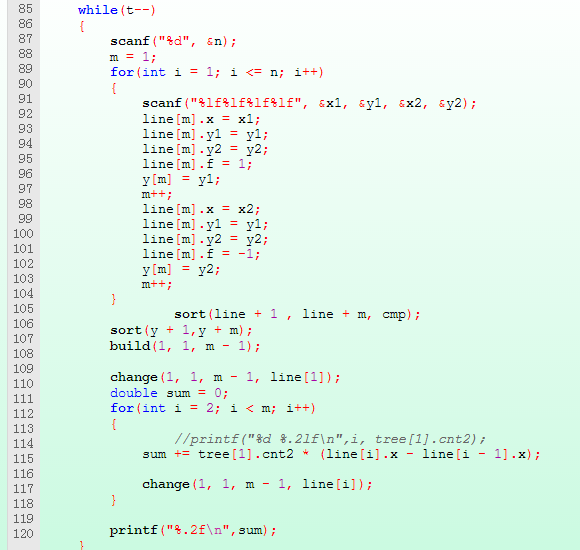 85 while(t--)
86 {
87 scanf("%d", &n);
88 m = 1;
89 for(int i = 1; i <= n; i++)
90 {
91 scanf("%lf%lf%lf%lf", &x1, &y1, &x2, &y2);
92 line[m].x = x1;
93 line[m].y1 = y1;
94 line[m].y2 = y2;
95 line[m].f = 1;
96 y[m] = y1;
97 m++;
98 line[m].x = x2;
99 line[m].y1 = y1;
100 line[m].y2 = y2;
101 line[m].f = -1;
102 y[m] = y2;
103 m++;
104 }
105 sort(line + 1 , line + m, cmp);
106 sort(y + 1,y + m);
107 build(1, 1, m - 1);
108
109 change(1, 1, m - 1, line[1]);
110 double sum = 0;
111 for(int i = 2; i < m; i++)
112 {
113 //printf("%d %.2lf\n",i, tree[1].cnt2);
114 sum += tree[1].cnt2 * (line[i].x - line[i - 1].x);
115
116 change(1, 1, m - 1, line[i]);
117 }
118
119 printf("%.2f\n",sum);
120 }